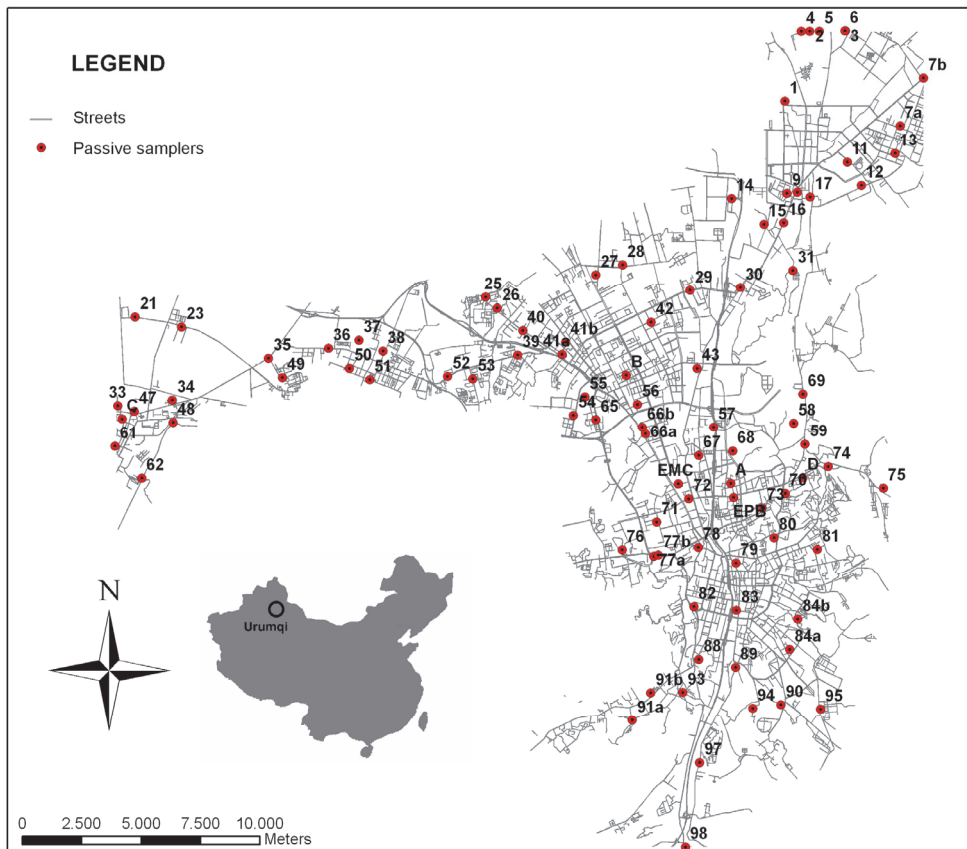 4 5 6
2 3
LEGEND
7b
1
Streets
7a
Passive samplers
13
11
12
14 9 17
15 16
31
28
27
25 29 30
26
21
23 42
40 41b
37
36 39 41a 43
35 38
50 B
49 51 52 53
69
55
56
33 47 34 54 65
C 48 66b 57 58
66a 68 59
61 67
74
EMC A D
62 72 70 75
73
EPB
71
80
76 77b 78 81
77a 79
N
82 83
84b
Urumqi
84a
88 89
91b 93
91a 94 90 95
97
0 2.500 5.000 7.500 10.000
Meters
98